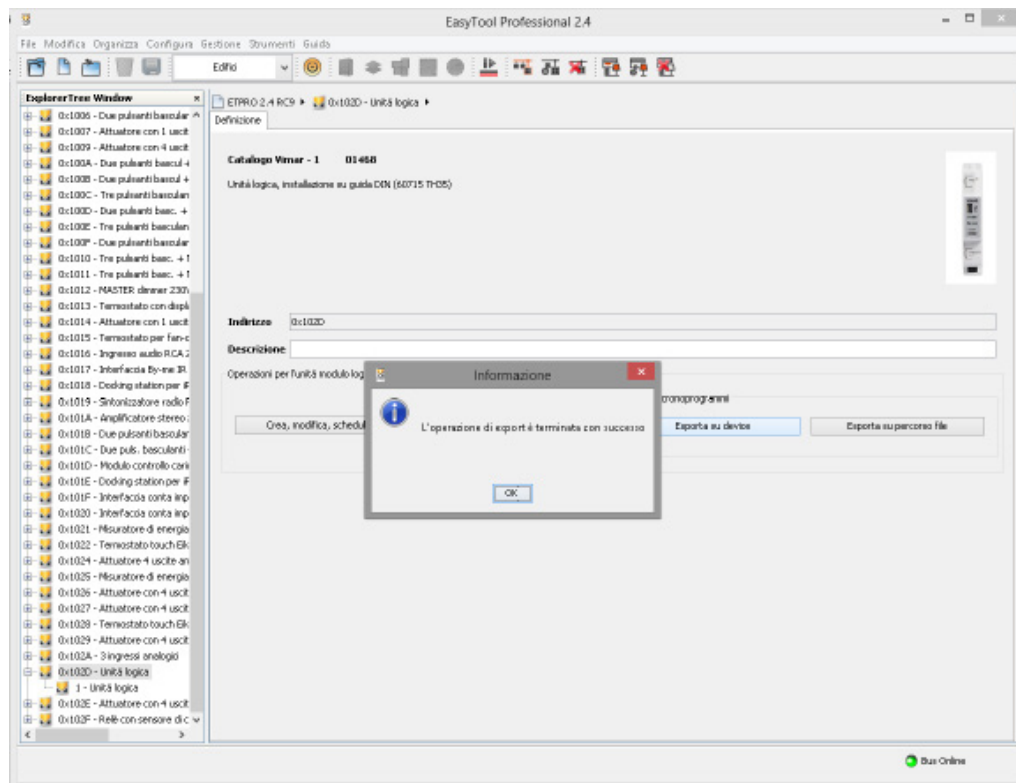 EasyTool Professional 2.4
File Modifica Organizza Configura Gestione Strumenti Guida
Edifici
ExplorerTree Window
ETPRO 2.4 RC9 0x102D - Unità logica
Definizione
0x1006 - Due pulsanti bascular
0x1007 - Attuatore con 1 uscit
0x1009 - Attuatore con 4 uscit
0x100A - Due pulsanti bascul +
0x100B - Due pulsanti bascul +
0x100C - Tre pulsanti basculan
0x100D - Due pulsanti basc. +
0x100E - Tre pulsanti basculan
0x100F - Due pulsanti bascular
0x1010 - Tre pulsanti basc. + I
0x1011 - Tre pulsanti basc. + I
0x1012 - MASTER dimmer 230V
0x1013 - Termostato con displa
0x1014 - Attuatore con 1 uscit
0x1015 - Termostato per fan-c
0x1016 - Ingresso audio RCA 2
0x1017 - Interfaccia By-me IR
0x1018 - Docking station per iF
0x1019 - Sintonizzatore radio F
0x101A - Amplificatore stereo
0x101B - Due pulsanti bascular
0x101C - Due puls. basculanti -
0x101D - Modulo controllo cari
0x101E - Docking station per iF
0x101F - Interfaccia conta imp
0x1020 - Interfaccia conta imp
0x1021 - Misuratore di energia
0x1022 - Termostato touch Eik
0x1024 - Attuatore 4 uscite an
0x1025 - Misuratore di energia
0x1026 - Attuatore con 4 uscit
0x1027 - Attuatore con 4 uscit
0x1028 - Termostato touch Eik
0x1029 - Attuatore con 4 uscit
0x102A - 3 ingressi analogici
0x102D - Unità logica
1 - Unità logica
0x102E - Attuatore con 4 uscit
0x102F - Relè con sensore di c
Catalogo Vimar - 1 01468
Unità logica, installazione su guida DIN (60715 TH35)
Indirizzo 0x102D
Descrizione
Operazioni per l'unità modulo log
cronoprogrammi
Crea, modifica, schedul
Esporta su device
Esporta su percorso file
Informazione
L'operazione di export è terminata con successo
OK
Bus Online